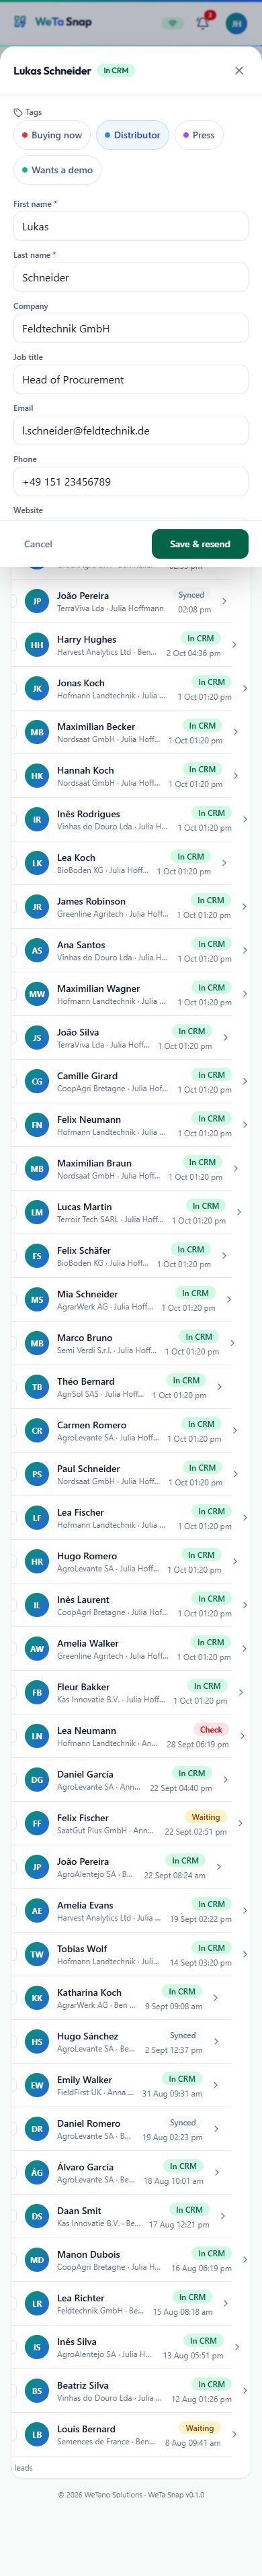 WeTa Snap
JH
Lukas Schneider In CRM
Tags
Buying now Distributor Press
Wants a demo
First name *
Lukas
Last name *
Schneider
Company
Feldtechnik GmbH
Job title
Head of Procurement
Email
l.schneider@feldtechnik.de
Phone
+49 151 23456789
Website
Cancel Save & resend
JP João Pereira Synced
TerraViva Lda · Julia Hoffmann 02:08 pm
HH Harry Hughes In CRM
Harvest Analytics Ltd · Ben... 2 Oct 04:36 pm
JK Jonas Koch In CRM
Hofmann Landtechnik · Julia ... 1 Oct 01:20 pm
MB Maximilian Becker In CRM
Nordsaat GmbH · Julia Hoff... 1 Oct 01:20 pm
HK Hannah Koch In CRM
Nordsaat GmbH · Julia Hoff... 1 Oct 01:20 pm
IR Inês Rodrigues In CRM
Vinhas do Douro Lda · Julia H... 1 Oct 01:20 pm
LK Lea Koch In CRM
BioBoden KG · Julia Hoff... 1 Oct 01:20 pm
JR James Robinson In CRM
Greenline Agritech · Julia Hoff... 1 Oct 01:20 pm
AS Ana Santos In CRM
Vinhas do Douro Lda · Julia H... 1 Oct 01:20 pm
MW Maximilian Wagner In CRM
Hofmann Landtechnik · Julia ... 1 Oct 01:20 pm
JS João Silva In CRM
TerraViva Lda · Julia Hoff... 1 Oct 01:20 pm
CG Camille Girard In CRM
CoopAgri Bretagne · Julia Hof... 1 Oct 01:20 pm
FN Felix Neumann In CRM
Hofmann Landtechnik · Julia ... 1 Oct 01:20 pm
MB Maximilian Braun In CRM
Nordsaat GmbH · Julia Hoff... 1 Oct 01:20 pm
LM Lucas Martin In CRM
Terroir Tech SARL · Julia Hoff... 1 Oct 01:20 pm
FS Felix Schäfer In CRM
BioBoden KG · Julia Hoff... 1 Oct 01:20 pm
MS Mia Schneider In CRM
AgrarWerk AG · Julia Hoff... 1 Oct 01:20 pm
MB Marco Bruno In CRM
Semi Verdi S.r.l. · Julia Hoff... 1 Oct 01:20 pm
TB Théo Bernard In CRM
AgriSol SAS · Julia Hoff... 1 Oct 01:20 pm
CR Carmen Romero In CRM
AgroLevante SA · Julia Hoff... 1 Oct 01:20 pm
PS Paul Schneider In CRM
Nordsaat GmbH · Julia Hoff... 1 Oct 01:20 pm
LF Lea Fischer In CRM
Hofmann Landtechnik · Julia ... 1 Oct 01:20 pm
HR Hugo Romero In CRM
AgroLevante SA · Julia Hoff... 1 Oct 01:20 pm
IL Inés Laurent In CRM
CoopAgri Bretagne · Julia Hof... 1 Oct 01:20 pm
AW Amelia Walker In CRM
Greenline Agritech · Julia Hoff... 1 Oct 01:20 pm
FB Fleur Bakker In CRM
Kas Innovatie B.V. · Julia Hoff... 1 Oct 01:20 pm
LN Lea Neumann Check
Hofmann Landtechnik · An... 28 Sept 06:19 pm
DG Daniel García In CRM
AgroLevante SA · Ann... 22 Sept 04:40 pm
FF Felix Fischer Waiting
SaatGut Plus GmbH · Ann... 22 Sept 02:51 pm
JP João Pereira In CRM
AgroAlentejo SA · B... 22 Sept 08:24 am
AE Amelia Evans In CRM
Harvest Analytics Ltd · Julia ... 19 Sept 02:22 pm
TW Tobias Wolf In CRM
Hofmann Landtechnik · Juli... 14 Sept 03:20 pm
KK Katharina Koch In CRM
AgrarWerk AG · Ben ... 9 Sept 09:08 am
HS Hugo Sánchez Synced
AgroLevante SA · Be... 2 Sept 12:37 pm
EW Emily Walker In CRM
FieldFirst UK · Anna ... 31 Aug 09:31 am
DR Daniel Romero Synced
AgroLevante SA · B... 19 Aug 02:23 pm
ÁG Álvaro García In CRM
AgroLevante SA · Be... 18 Aug 10:01 am
DS Daan Smit In CRM
Kas Innovatie B.V. · Be... 17 Aug 12:21 pm
MD Manon Dubois In CRM
CoopAgri Bretagne · Julia H... 16 Aug 06:19 pm
LR Lea Richter In CRM
Feldtechnik GmbH · Be... 15 Aug 08:18 am
IS Inês Silva In CRM
AgroAlentejo SA · Julia H... 13 Aug 05:51 pm
BS Beatriz Silva In CRM
Vinhas do Douro Lda · Julia ... 12 Aug 01:26 pm
LB Louis Bernard Waiting
Semences de France · Ben... 8 Aug 09:41 am
leads
© 2026 WeTano Solutions · WeTa Snap v0.1.0